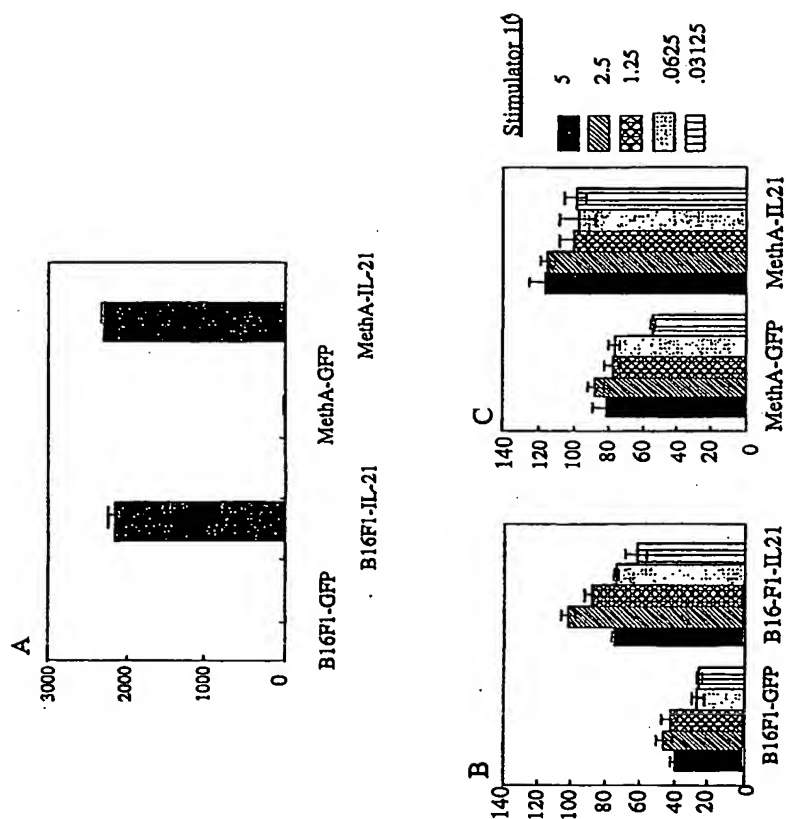 A
3000
2000
1000
0
B16F1-GFP
B16F1-IL-21
MethA-GFP
MethA-IL-21
B
140
120
100
80
60
40
20
0
B16F1-GFP
B16-F1-IL21
C
140
120
100
80
60
40
20
0
MethA-GFP
MethA-IL21
Stimulator 10
5
2.5
1.25
.0625
.03125